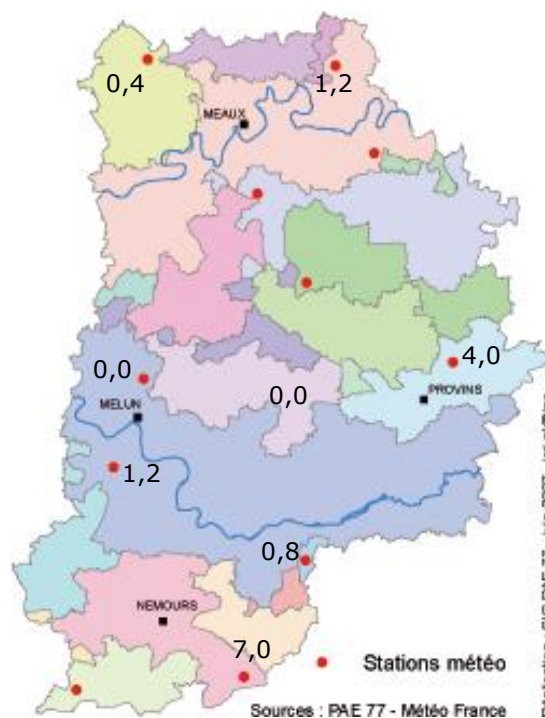 0,4
1,2
MEAUX
4,0
0,0
0,0
PROVINS
MELUN
1,2
0,8
NEMOURS
7,0
Stations météo
Sources : PAE 77 - Météo France